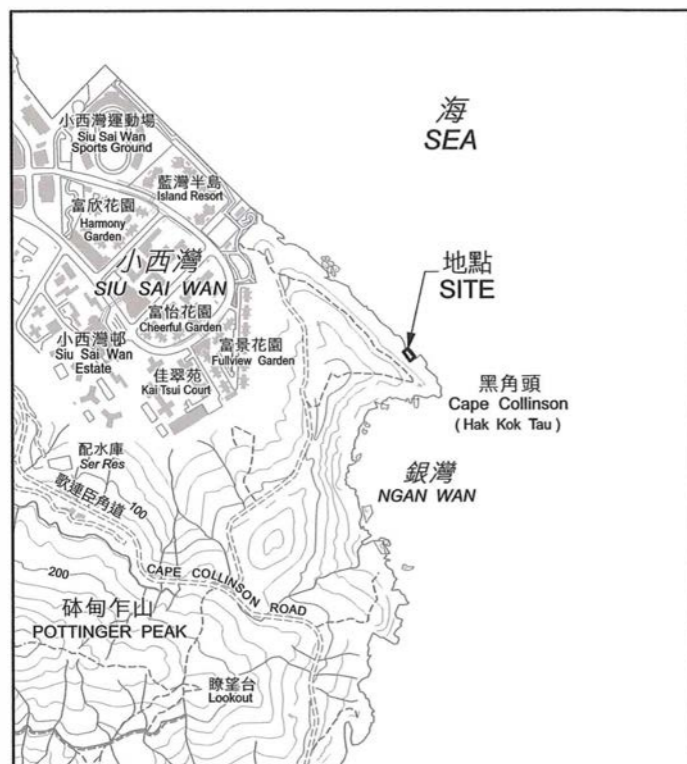 海
SEA
小西灣運動場
Siu Sai Wan
Sports Ground
藍灣半島
Island Resort
富欣花園
Harmony
Garden
小西灣
SIU SAI WAN
地點
SITE
富怡花園
Cheerful Garden
小西灣邨
Siu Sai Wan
Estate
富景花園
Fullview Garden
佳翠苑
Kai Tsui Court
黑角頭
Cape Collinson
(Hak Kok Tau)
配水庫
Ser Res
銀灣
NGAN WAN
歌連臣角道
100
200
CAPE COLLINSON ROAD
砵甸乍山
POTTINGER PEAK
瞭望台
Lookout